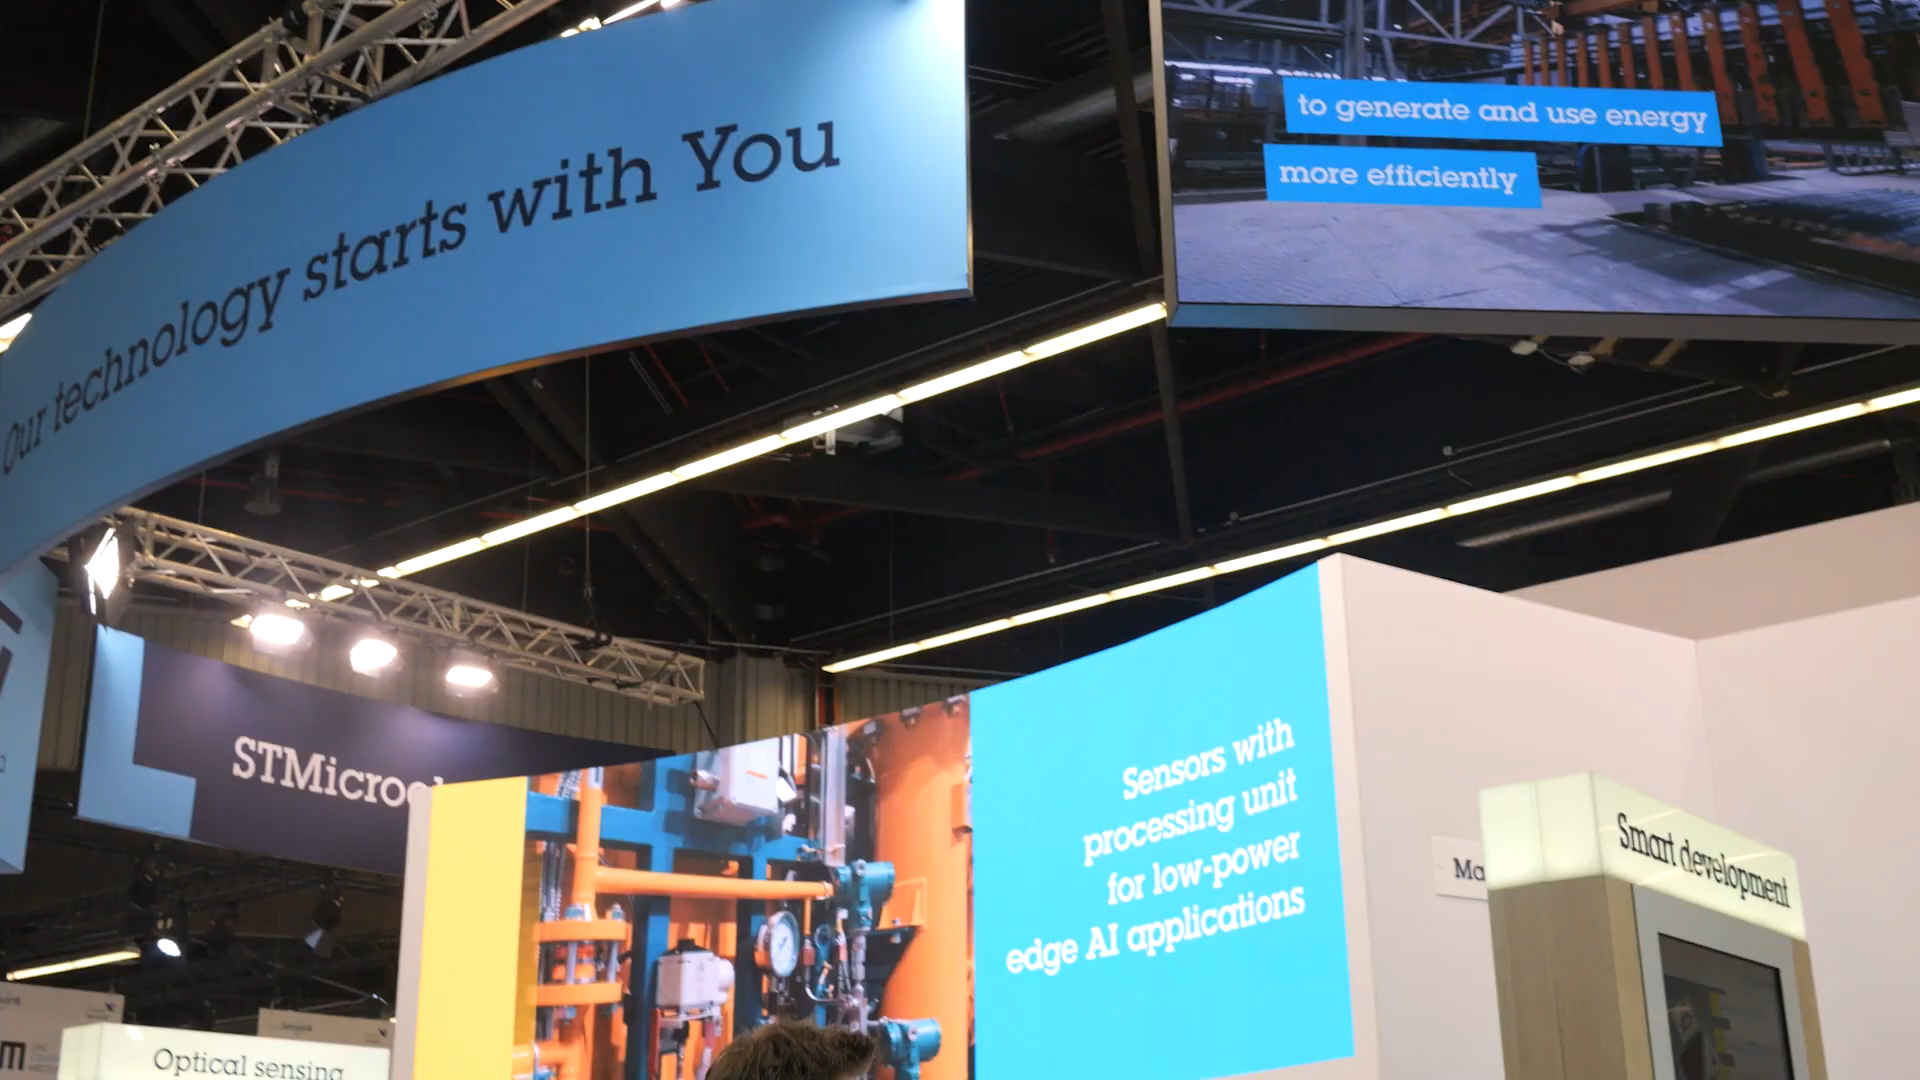 Our technology starts with You
to generate and use energy
more efficiently
STMicroe
Sensors with
processing unit
for low-power
edge AI applications
Ma
Smart development
Optical sensing